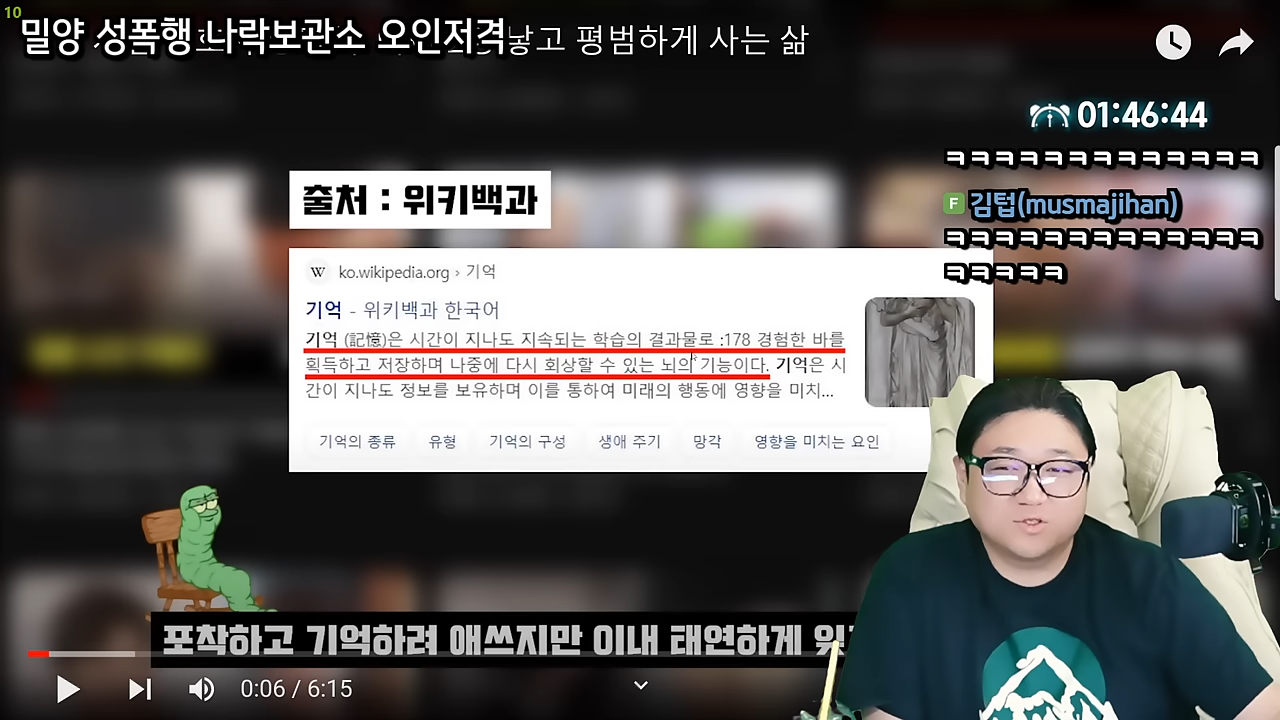 10
밀양 성폭행 나락보관소 오인저격
낳고 평범하게 사는 삶
01:46:44
ㅋㅋㅋㅋㅋㅋㅋㅋㅋㅋㅋㅋㅋ
F 김텁(musmajihan)
ㅋㅋㅋㅋㅋㅋㅋㅋㅋㅋㅋㅋㅋ
ㅋㅋㅋㅋㅋ
출처 : 위키백과
W ko.wikipedia.org › 기억
기억 - 위키백과 한국어
기억 (記憶)은 시간이 지나도 지속되는 학습의 결과물로 :178 경험한 바를
획득하고 저장하며 나중에 다시 회상할 수 있는 뇌의 기능이다. 기억은 시
간이 지나도 정보를 보유하며 이를 통하여 미래의 행동에 영향을 미치...
기억의 종류 유형 기억의 구성 생애 주기 망각 영향을 미치는 요인
포착하고 기억하려 애쓰지만 이내 태연하게
0:06 / 6:15